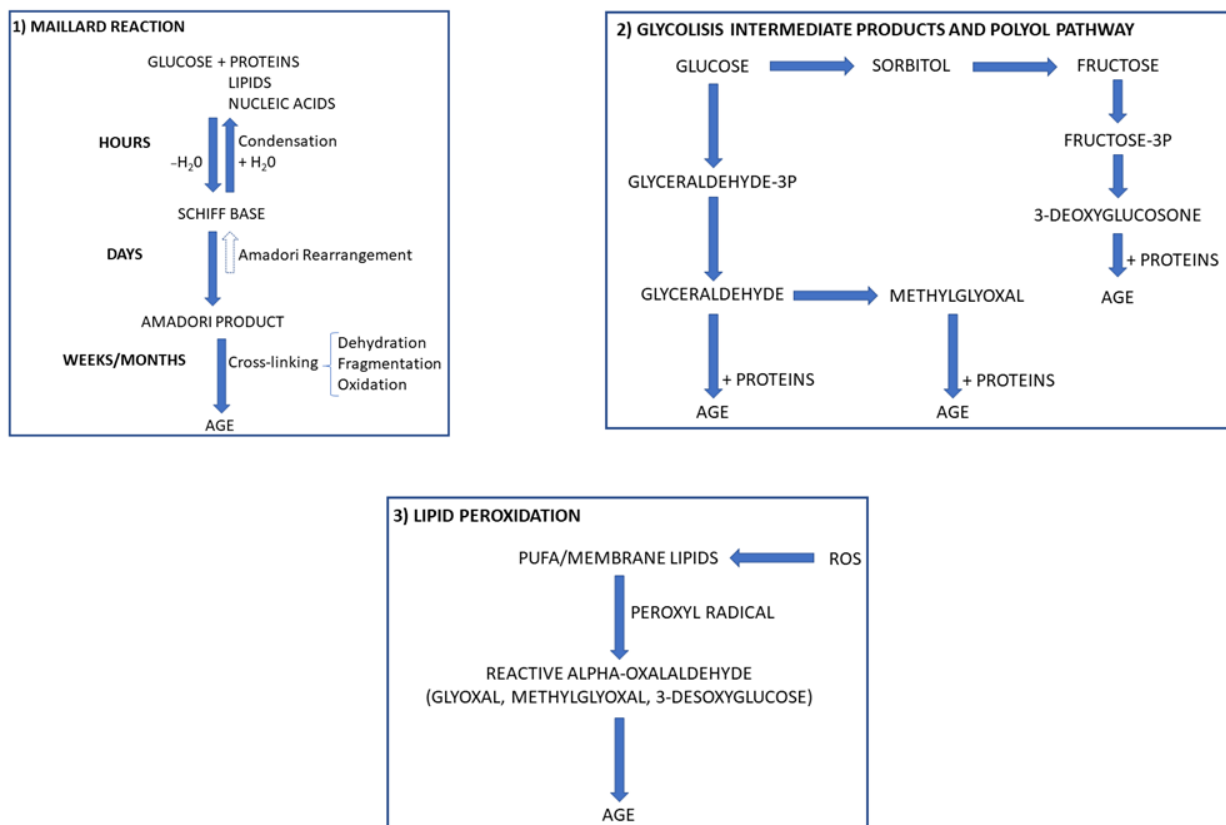 1) MAILLARD REACTION
GLUCOSE + PROTEINS
LIPIDS
NUCLEIC ACIDS
HOURS
–H₂0
Condensation
+ H₂0
SCHIFF BASE
DAYS
Amadori Rearrangement
AMADORI PRODUCT
WEEKS/MONTHS
Cross-linking
Dehydration
Fragmentation
Oxidation
AGE
2) GLYCOLISIS INTERMEDIATE PRODUCTS AND POLYOL PATHWAY
GLUCOSE
SORBITOL
FRUCTOSE
FRUCTOSE-3P
GLYCERALDEHYDE-3P
3-DEOXYGLUCOSONE
+ PROTEINS
AGE
GLYCERALDEHYDE
METHYLGLYOXAL
+ PROTEINS
+ PROTEINS
AGE
AGE
3) LIPID PEROXIDATION
PUFA/MEMBRANE LIPIDS
ROS
PEROXYL RADICAL
REACTIVE ALPHA-OXALALDEHYDE
(GLYOXAL, METHYLGLYOXAL, 3-DESOXYGLUCOSE)
AGE